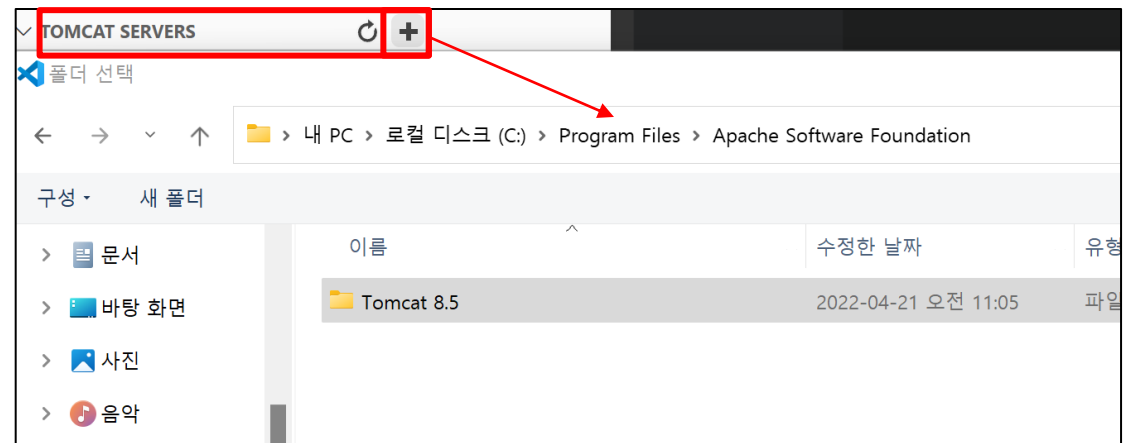 TOMCAT SERVERS
폴더 선택
내 PC > 로컬 디스크 (C:) > Program Files > Apache Software Foundation
구성 새 폴더
이름 수정한 날짜 유형
문서
Tomcat 8.5 2022-04-21 오전 11:05 파일
바탕 화면
사진
음악